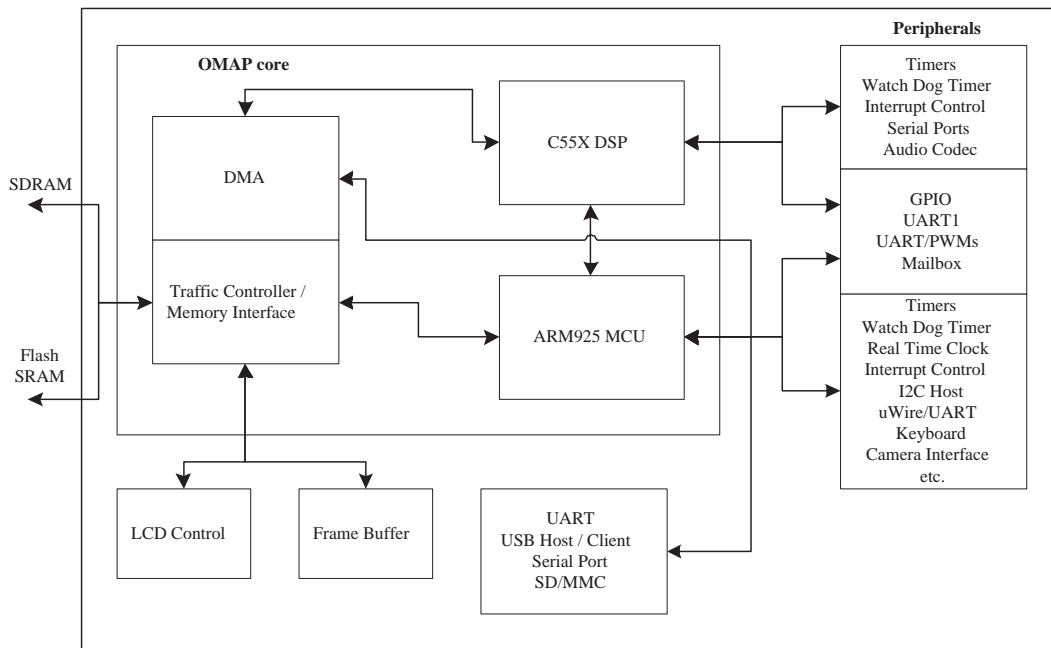 Peripherals
OMAP core
Timers
Watch Dog Timer
Interrupt Control
Serial Ports
Audio Codec
C55X DSP
DMA
SDRAM
GPIO
UART1
UART/PWMs
Mailbox
Traffic Controller /
Memory Interface
ARM925 MCU
Flash
SRAM
Timers
Watch Dog Timer
Real Time Clock
Interrupt Control
I2C Host
uWire/UART
Keyboard
Camera Interface
etc.
LCD Control
Frame Buffer
UART
USB Host / Client
Serial Port
SD/MMC